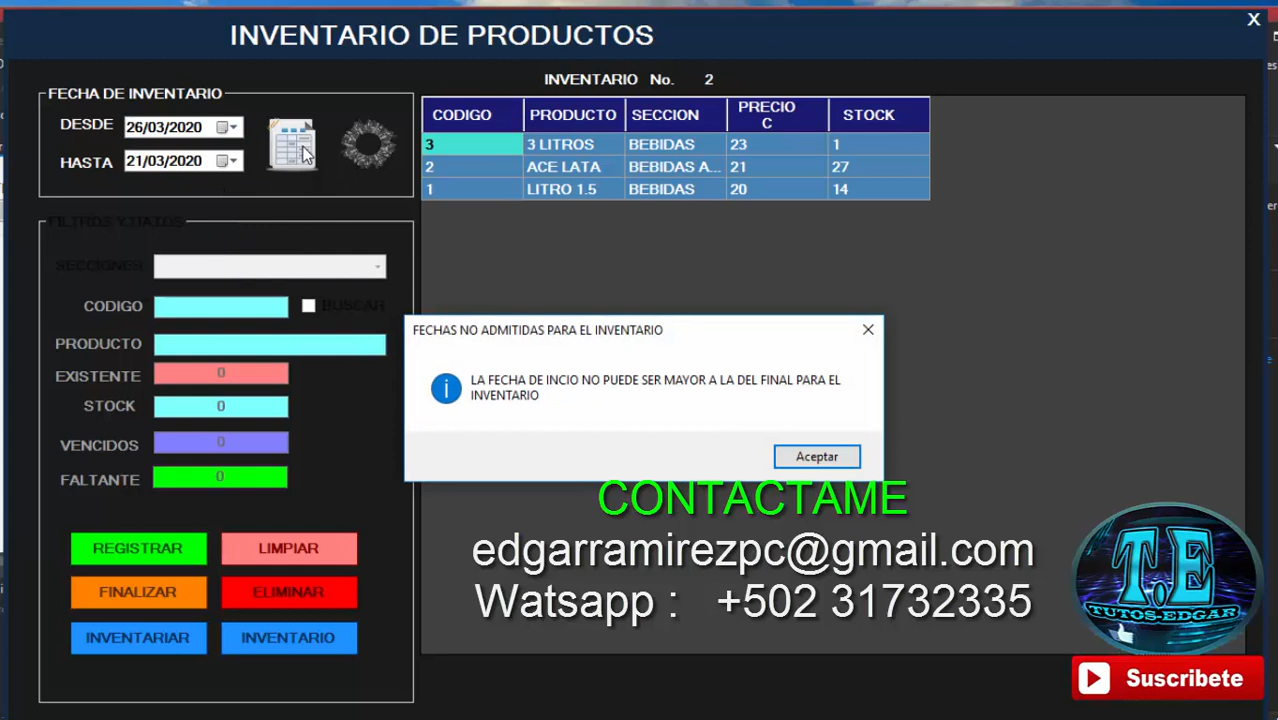 INVENTARIO DE PRODUCTOS
X
INVENTARIO No. 2
FECHA DE INVENTARIO
DESDE 26/03/2020
HASTA 21/03/2020
CODIGO PRODUCTO SECCION PRECIO C STOCK
3 3 LITROS BEBIDAS 23 1
2 ACE LATA BEBIDAS A... 21 27
1 LITRO 1.5 BEBIDAS 20 14
SECCIONES
CODIGO BUSCAR
PRODUCTO
EXISTENTE 0
STOCK 0
VENCIDOS 0
FALTANTE 0
REGISTRAR LIMPIAR
FINALIZAR ELIMINAR
INVENTARIAR INVENTARIO
FECHAS NO ADMITIDAS PARA EL INVENTARIO
LA FECHA DE INCIO NO PUEDE SER MAYOR A LA DEL FINAL PARA EL
INVENTARIO
Aceptar
CONTACTAME
edgarramirezpc@gmail.com
Watsapp : +502 31732335
T.E
TUTOS-EDGAR
Suscribete